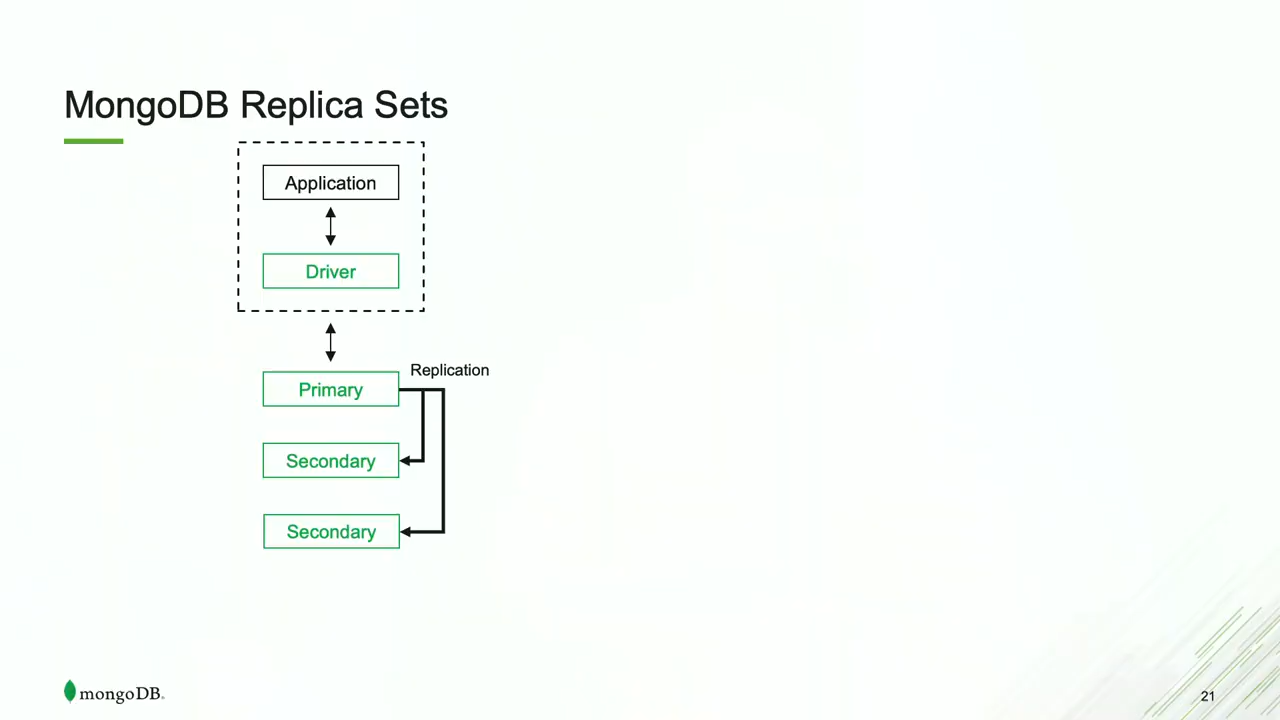 MongoDB Replica Sets
Application
Driver
Replication
Primary
Secondary
Secondary
mongoDB.
21